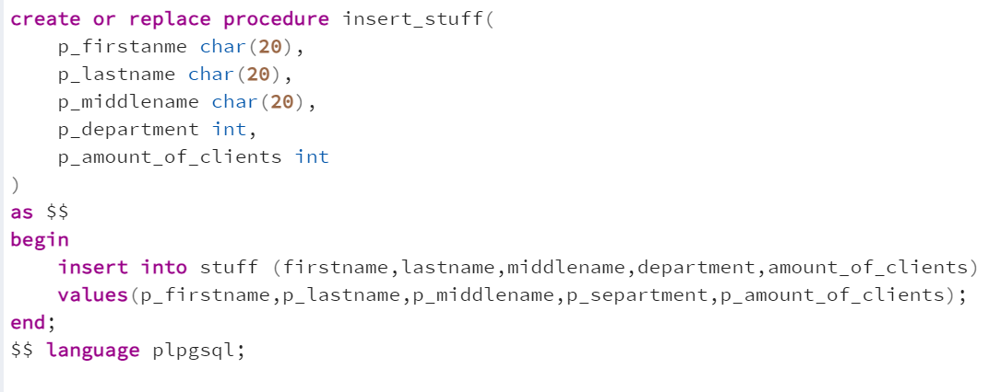 create or replace procedure insert_stuff(
    p_firstanme char(20),
    p_lastname char(20),
    p_middlename char(20),
    p_department int,
    p_amount_of_clients int
)
as $$
begin
    insert into stuff (firstname,lastname,middlename,department,amount_of_clients)
    values(p_firstname,p_lastname,p_middlename,p_separtment,p_amount_of_clients);
end;
$$ language plpgsql;